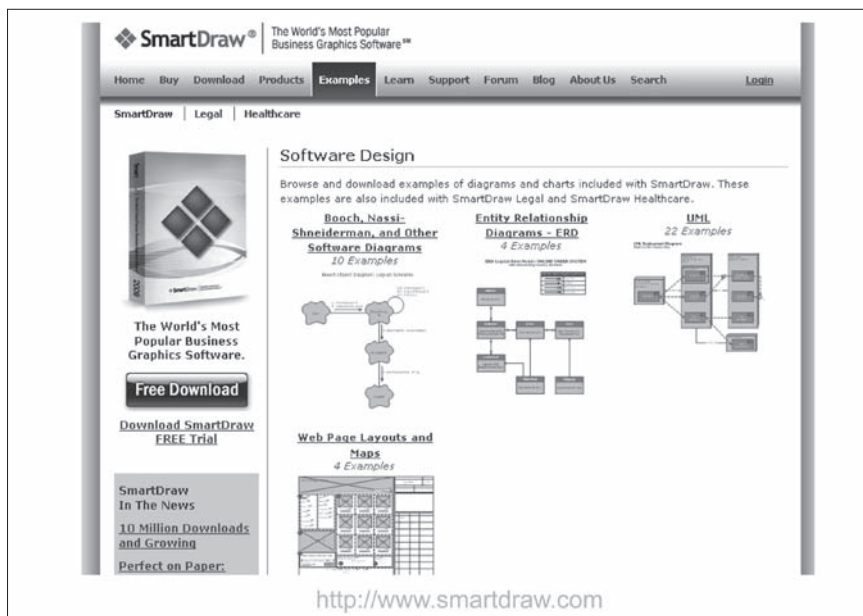 SmartDraw®
The World's Most Popular
Business Graphics Software℠
Home Buy Download Products Examples Learn Support Forum Blog About Us Search Login
SmartDraw Legal Healthcare
2008
SmartDraw
The World's Most
Popular Business
Graphics Software.
Free Download
Download SmartDraw
FREE Trial
SmartDraw
In The News
10 Million Downloads
and Growing
Perfect on Paper:
Software Design
Browse and download examples of diagrams and charts included with SmartDraw. These
examples are also included with SmartDraw Legal and SmartDraw Healthcare.
Booch, Nassi-
Shneiderman, and Other
Software Diagrams
10 Examples
Entity Relationship
Diagrams - ERD
4 Examples
UML
22 Examples
Web Page Layouts and
Maps
4 Examples
http://www.smartdraw.com